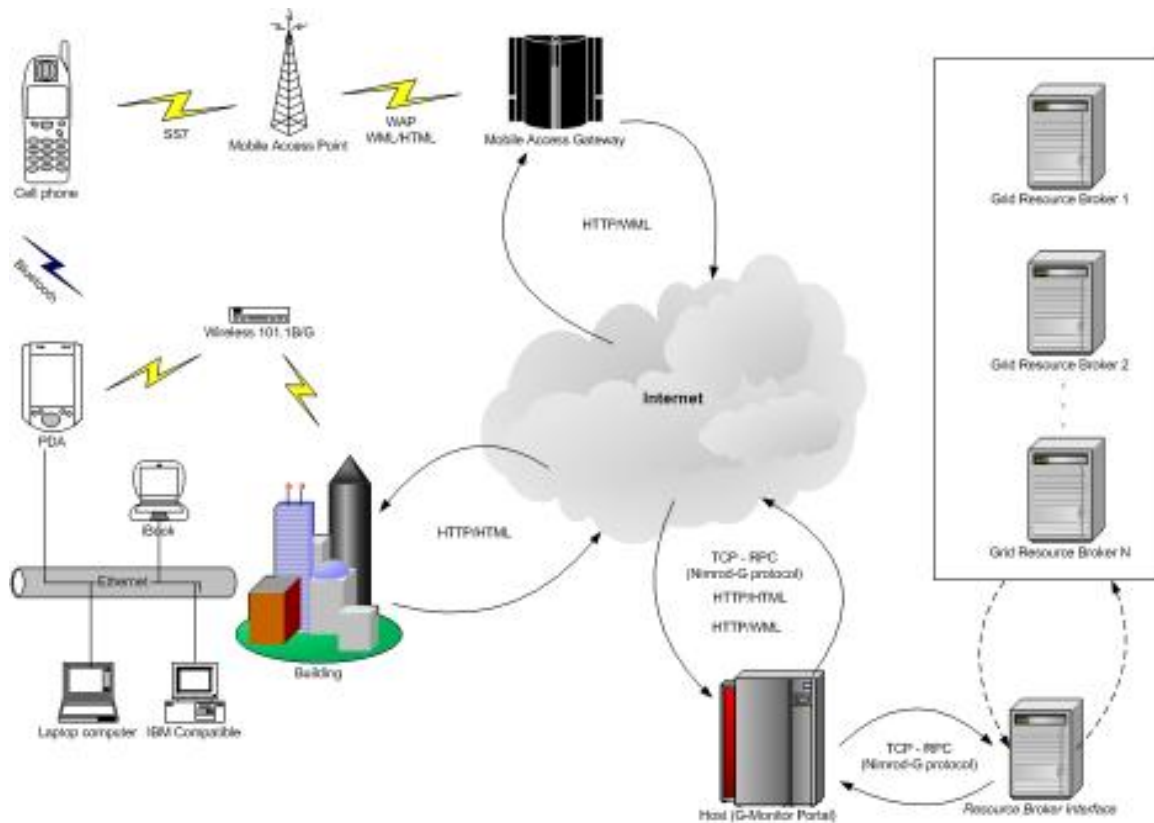 SS7
WAP
WML/HTML
Mobile Access Point
Mobile Access Gateway
Cell phone
Grid Resource Broker 1
HTTP/WML
Bluetooth
Wireless 101.1B/G
Grid Resource Broker 2
Internet
PDA
iBook
HTTP/HTML
Grid Resource Broker N
TCP - RPC
(Nimrod-G protocol)
HTTP/HTML
HTTP/WML
Ethernet
Building
Laptop computer
IBM Compatible
TCP - RPC
(Nimrod-G protocol)
Host (G-Monitor Portal)
Resource Broker Interface